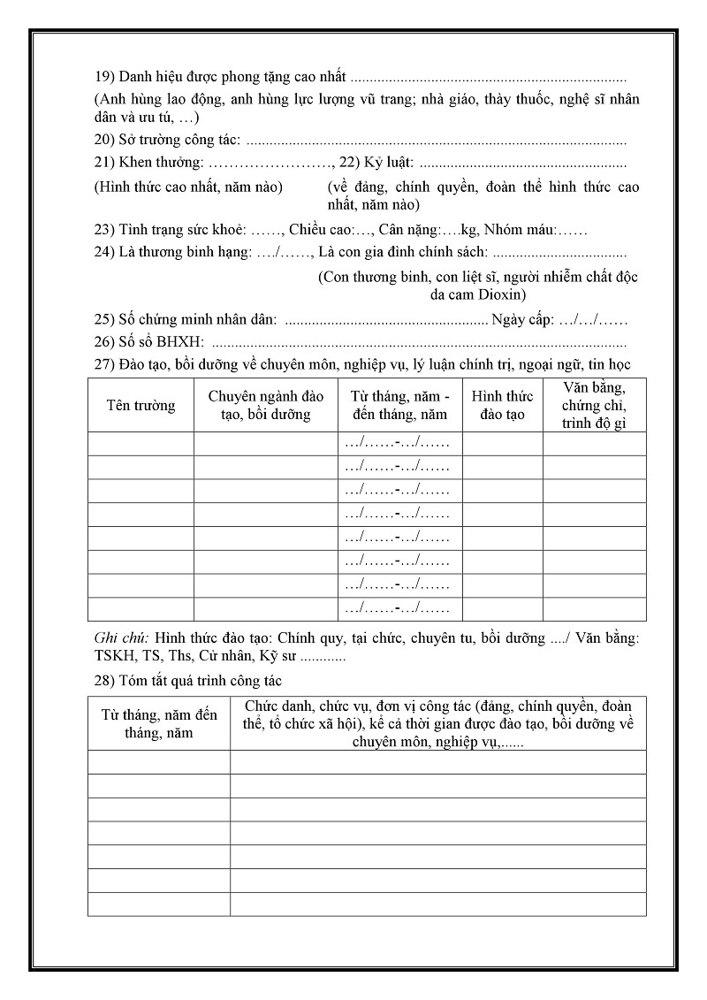 19) Danh hiệu được phong tặng cao nhất ........................................................................
(Anh hùng lao động, anh hùng lực lượng vũ trang; nhà giáo, thày thuốc, nghệ sĩ nhân
dân và ưu tú, …)
20) Sở trường công tác: ...................................................................................................
21) Khen thưởng: ……………………, 22) Kỷ luật: ......................................................
(Hình thức cao nhất, năm nào) (về đảng, chính quyền, đoàn thể hình thức cao
nhất, năm nào)
23) Tình trạng sức khoẻ: ……, Chiều cao:…, Cân nặng:….kg, Nhóm máu:……
24) Là thương binh hạng: …./……, Là con gia đình chính sách: ...................................
(Con thương binh, con liệt sĩ, người nhiễm chất độc
da cam Dioxin)
25) Số chứng minh nhân dân: ..................................................... Ngày cấp: …/…/……
26) Số sổ BHXH: ............................................................................................................
27) Đào tạo, bồi dưỡng về chuyên môn, nghiệp vụ, lý luận chính trị, ngoại ngữ, tin học
Tên trường
Chuyên ngành đào
tạo, bồi dưỡng
Từ tháng, năm -
đến tháng, năm
Hình thức
đào tạo
Văn bằng,
chứng chỉ,
trình độ gì
…/……-…/……
…/……-…/……
…/……-…/……
…/……-…/……
…/……-…/……
…/……-…/……
…/……-…/……
…/……-…/……
Ghi chú: Hình thức đào tạo: Chính quy, tại chức, chuyên tu, bồi dưỡng ..../ Văn bằng:
TSKH, TS, Ths, Cử nhân, Kỹ sư ............
28) Tóm tắt quá trình công tác
Từ tháng, năm đến
tháng, năm
Chức danh, chức vụ, đơn vị công tác (đảng, chính quyền, đoàn
thể, tổ chức xã hội), kể cả thời gian được đào tạo, bồi dưỡng về
chuyên môn, nghiệp vụ,......